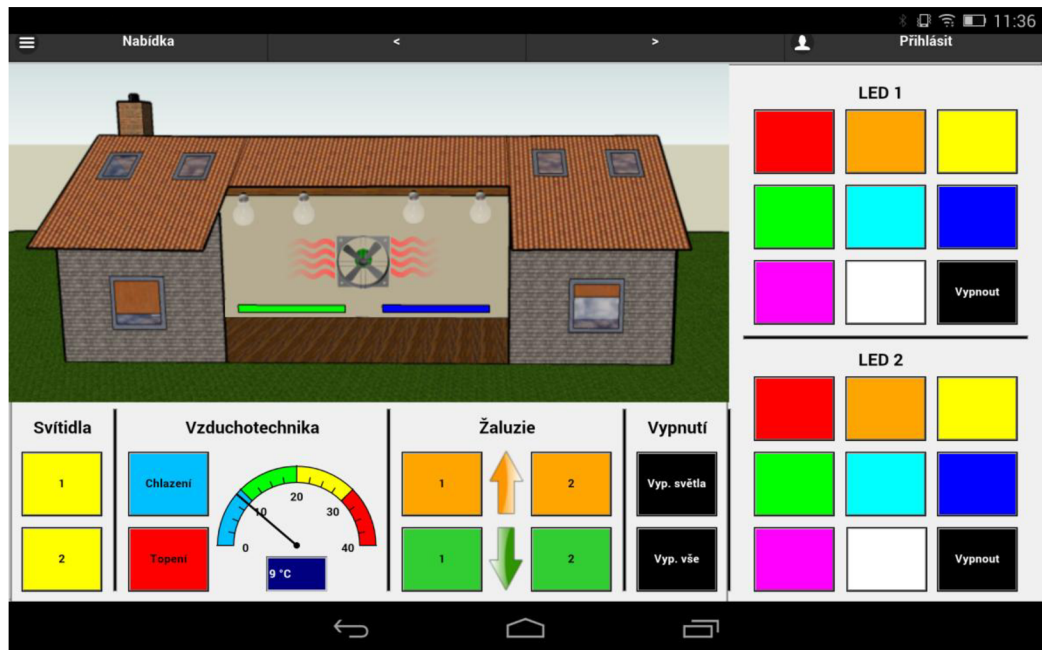 11:36
Nabídka
<
>
Přihlásit
LED 1
Vypnout
LED 2
Vypnout
Svítidla
1
2
Vzduchotechnika
Chlazení
Topení
0
10
20
30
40
9 °C
Žaluzie
1
2
1
2
Vypnutí
Vyp. světla
Vyp. vše